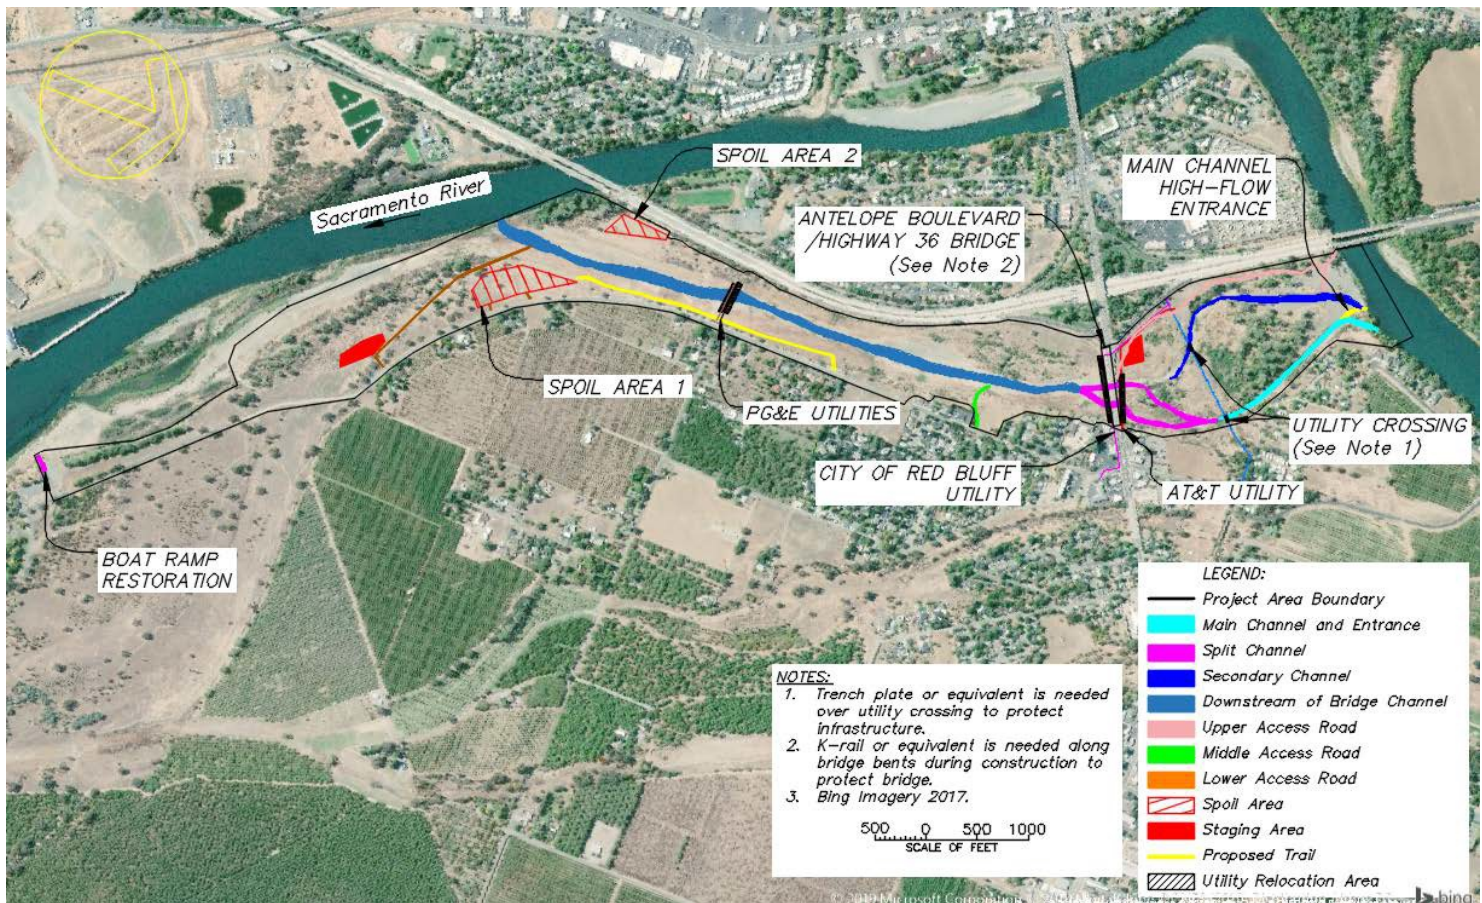 SPOIL AREA 2
MAIN CHANNEL
HIGH-FLOW
ENTRANCE
Sacramento River
ANTELOPE BOULEVARD
/HIGHWAY 36 BRIDGE
(See Note 2)
SPOIL AREA 1
PG&E UTILITIES
UTILITY CROSSING
(See Note 1)
CITY OF RED BLUFF
UTILITY
AT&T UTILITY
BOAT RAMP
RESTORATION
LEGEND:
Project Area Boundary
Main Channel and Entrance
Split Channel
Secondary Channel
Downstream of Bridge Channel
Upper Access Road
Middle Access Road
Lower Access Road
Spoil Area
Staging Area
Proposed Trail
Utility Relocation Area
NOTES:
1. Trench plate or equivalent is needed
over utility crossing to protect
infrastructure.
2. K-rail or equivalent is needed along
bridge bents during construction to
protect bridge.
3. Bing Imagery 2017.
500 0 500 1000
SCALE OF FEET
© 2019 Microsoft Corporation
bing